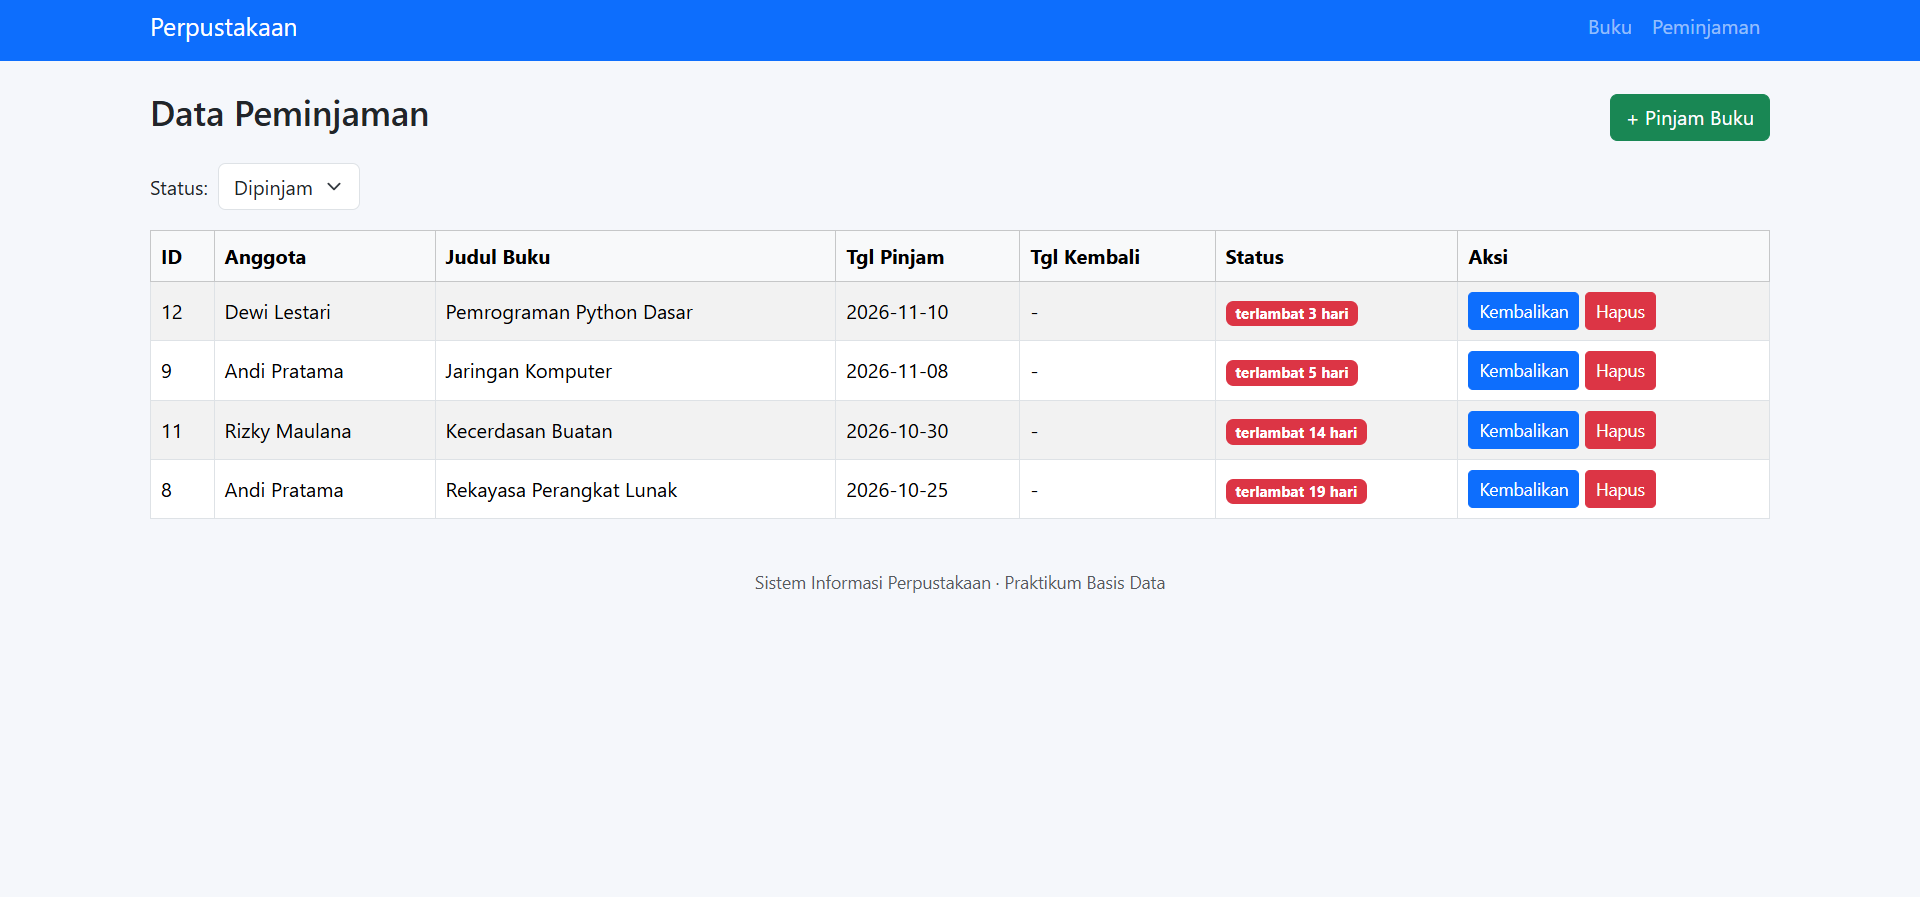 Perpustakaan Buku Peminjaman
Data Peminjaman + Pinjam Buku
Status: Dipinjam
ID Anggota Judul Buku Tgl Pinjam Tgl Kembali Status Aksi
12 Dewi Lestari Pemrograman Python Dasar 2026-11-10 - terlambat 3 hari Kembalikan Hapus
9 Andi Pratama Jaringan Komputer 2026-11-08 - terlambat 5 hari Kembalikan Hapus
11 Rizky Maulana Kecerdasan Buatan 2026-10-30 - terlambat 14 hari Kembalikan Hapus
8 Andi Pratama Rekayasa Perangkat Lunak 2026-10-25 - terlambat 19 hari Kembalikan Hapus
Sistem Informasi Perpustakaan · Praktikum Basis Data